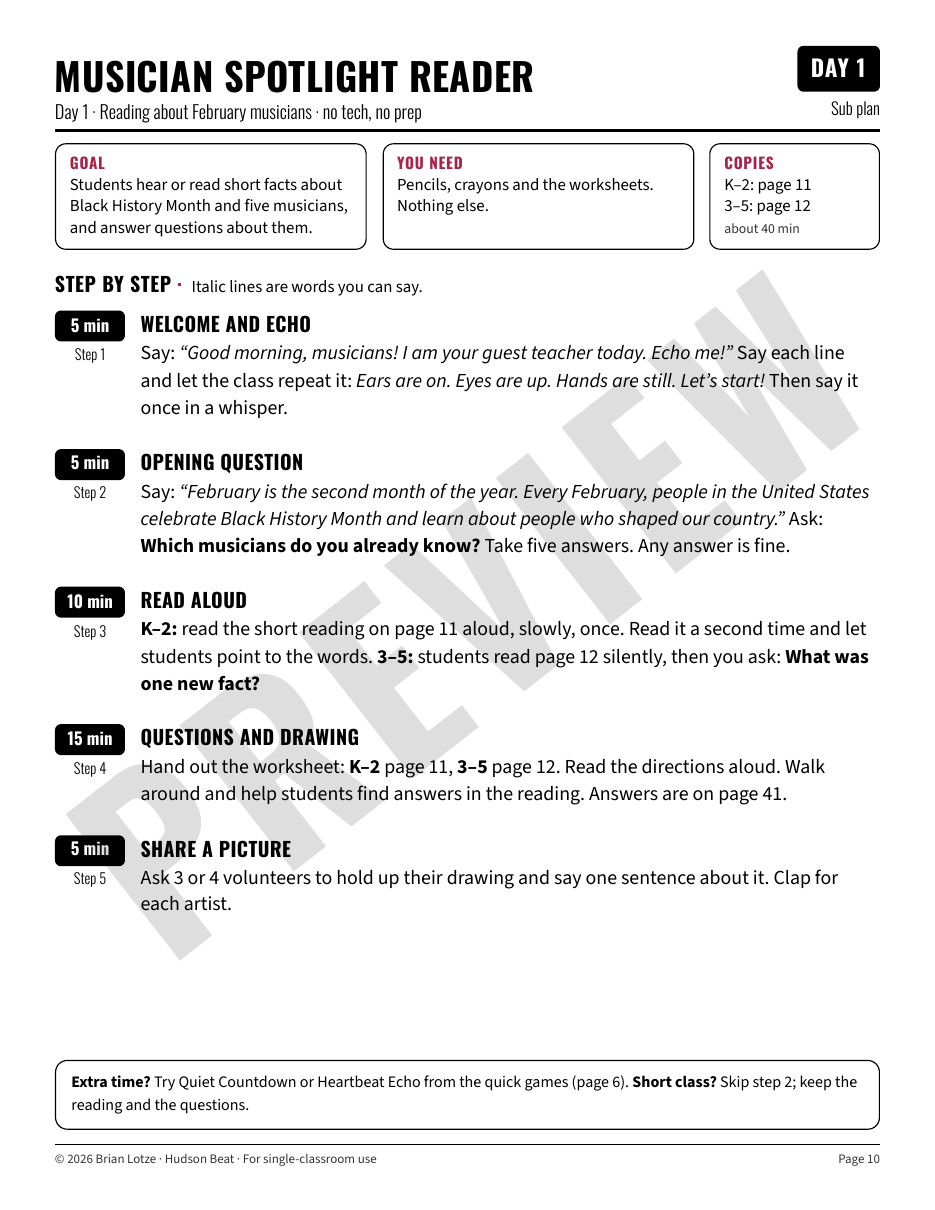 MUSICIAN SPOTLIGHT READER
DAY 1
Day 1 · Reading about February musicians · no tech, no prep
Sub plan
GOAL
Students hear or read short facts about
Black History Month and five musicians,
and answer questions about them.
YOU NEED
Pencils, crayons and the worksheets.
Nothing else.
COPIES
K–2: page 11
3–5: page 12
about 40 min
STEP BY STEP · Italic lines are words you can say.
5 min
Step 1
WELCOME AND ECHO
Say: “Good morning, musicians! I am your guest teacher today. Echo me!” Say each line
and let the class repeat it: Ears are on. Eyes are up. Hands are still. Let’s start! Then say it
once in a whisper.
5 min
Step 2
OPENING QUESTION
Say: “February is the second month of the year. Every February, people in the United States
celebrate Black History Month and learn about people who shaped our country.” Ask:
Which musicians do you already know? Take five answers. Any answer is fine.
10 min
Step 3
READ ALOUD
K–2: read the short reading on page 11 aloud, slowly, once. Read it a second time and let
students point to the words. 3–5: students read page 12 silently, then you ask: What was
one new fact?
15 min
Step 4
QUESTIONS AND DRAWING
Hand out the worksheet: K–2 page 11, 3–5 page 12. Read the directions aloud. Walk
around and help students find answers in the reading. Answers are on page 41.
5 min
Step 5
SHARE A PICTURE
Ask 3 or 4 volunteers to hold up their drawing and say one sentence about it. Clap for
each artist.
PREVIEW
Extra time? Try Quiet Countdown or Heartbeat Echo from the quick games (page 6). Short class? Skip step 2; keep the
reading and the questions.
© 2026 Brian Lotze · Hudson Beat · For single-classroom use
Page 10